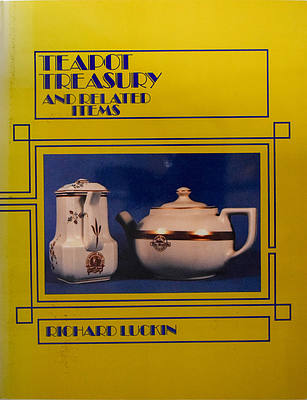 TEAPOT
TREASURY
AND RELATED
ITEMS
RICHARD LUCKIN